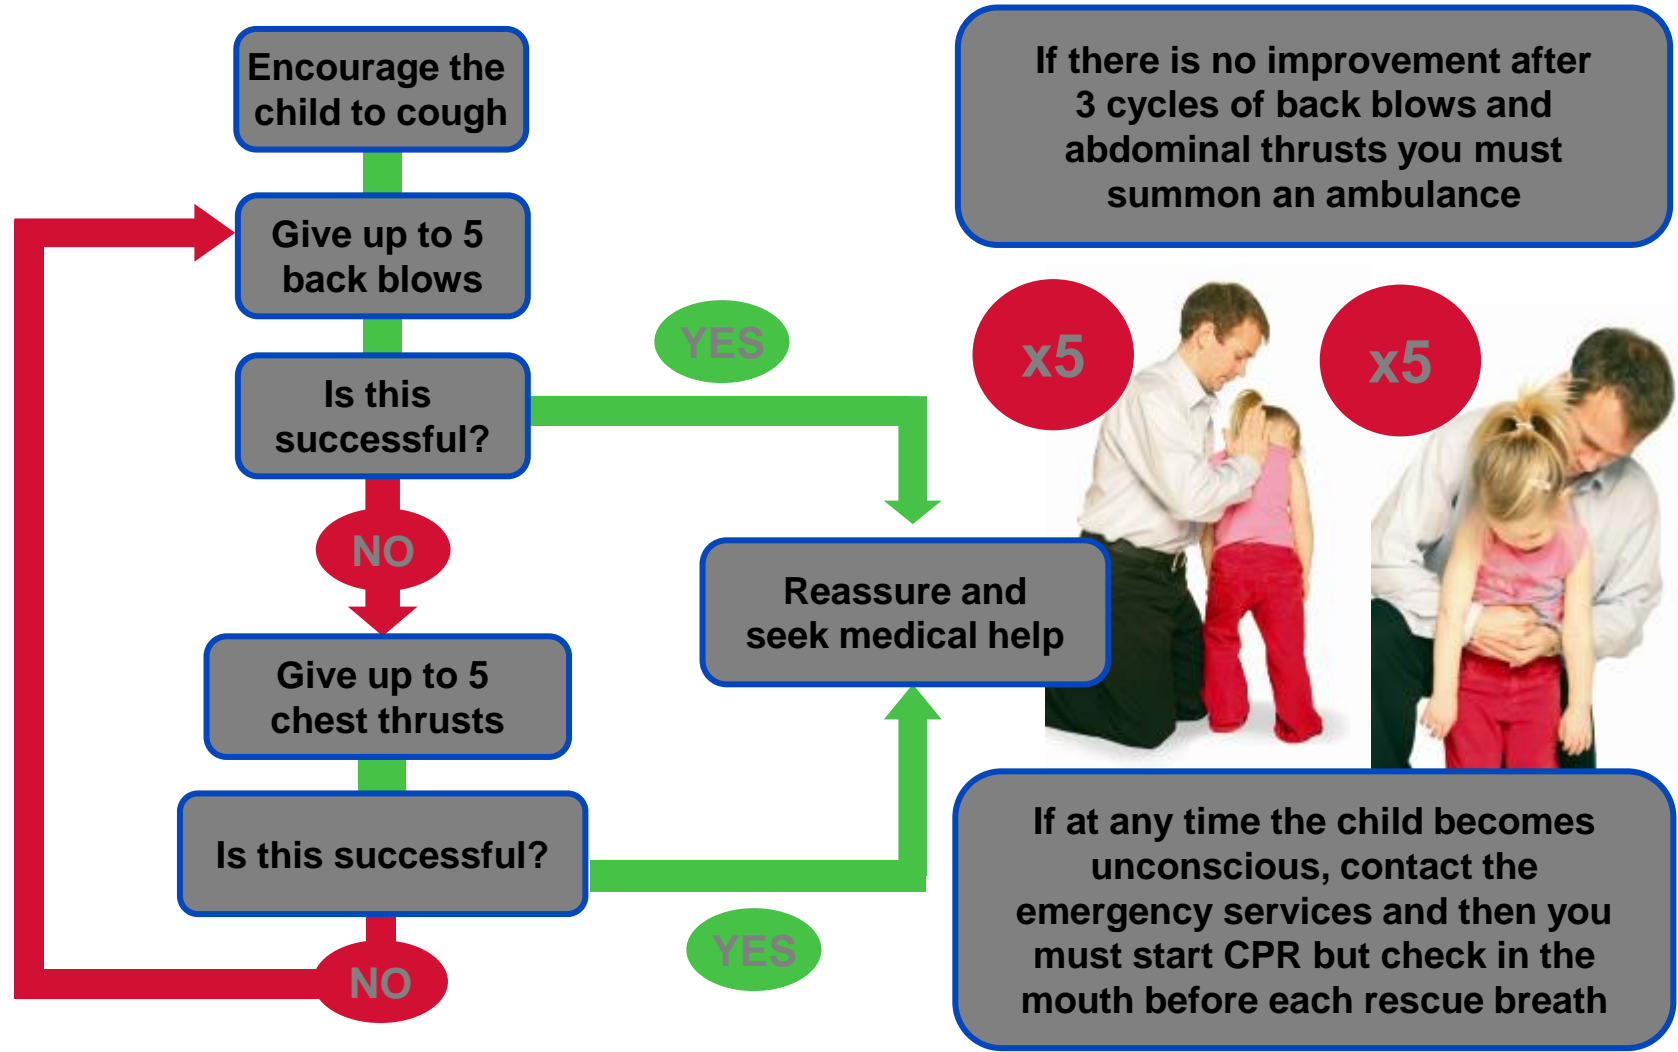 Encourage the
child to cough
Give up to 5
back blows
Is this
successful?
YES
NO
Give up to 5
chest thrusts
Is this successful?
YES
NO
Reassure and
seek medical help
If there is no improvement after
3 cycles of back blows and
abdominal thrusts you must
summon an ambulance
x5
x5
If at any time the child becomes
unconscious, contact the
emergency services and then you
must start CPR but check in the
mouth before each rescue breath